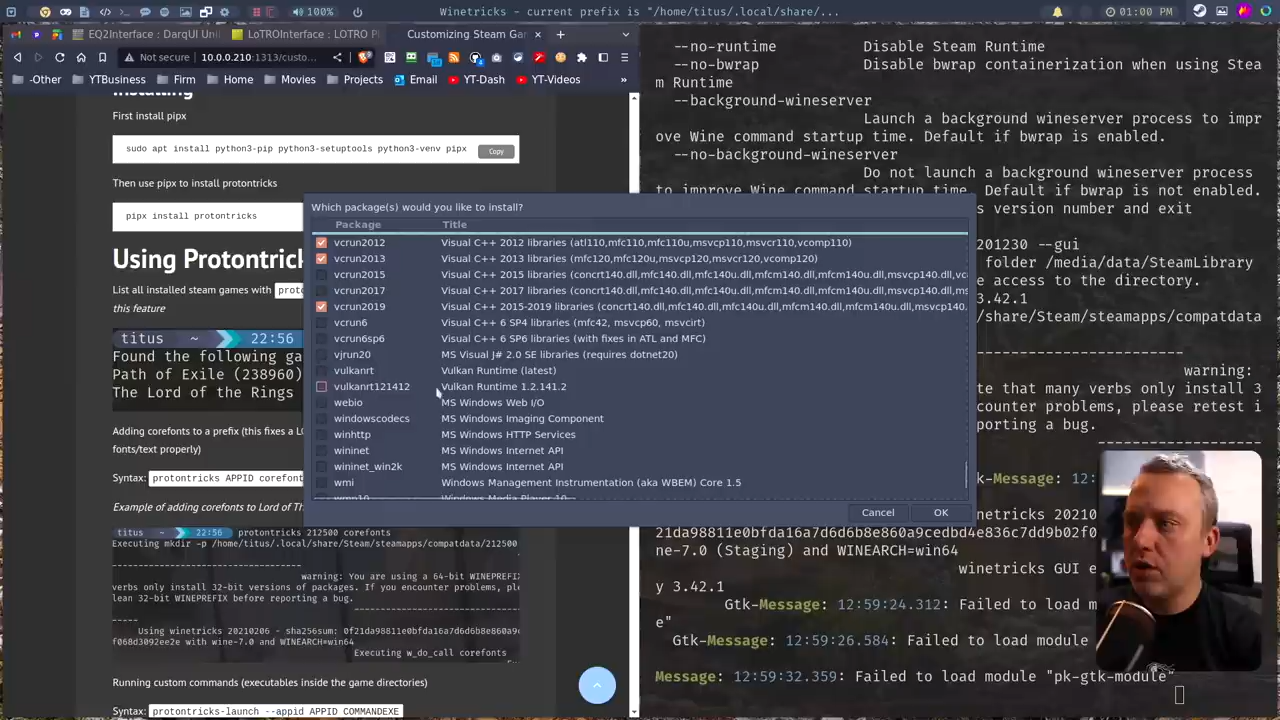 100%
Winetricks - current prefix is "/home/titus/.local/share/...
01:00 PM
EQ2Interface : DarqUI Uni
LoTROInterface : LOTRO P
Customizing Steam Ga
Not secure
10.0.0.210:1313/custo...
-Other
YTBusiness
Firm
Home
Movies
Projects
Email
YT-Dash
YT-Videos
»
Installing
First install pipx
sudo apt install python3-pip python3-setuptools python3-venv pipx
Copy
Then use pipx to install protontricks
pipx install protontricks
Using Protontrick
List all installed steam games with
this feature
titus ~ 22:56
Found the following ga
Path of Exile (238960)
The Lord of the Rings
Adding corefonts to a prefix (this fixes a L
fonts/text properly)
Syntax: protontricks APPID corefont
Example of adding corefonts to Lord of Th
titus ~ 22:56 212500 corefonts
Executing mkdir -p /home/titus/.local/share/Steam/steamapps/compatdata/212500
warning: You are using a 64-bit WINEPREFIX
verbs only install 32-bit versions of packages. If you encounter problems, ple
lean 32-bit WINEPREFIX before reporting a bug.
Using winetricks 20210206 - sha256sum:
with wine-7.0 and WINEARCH=win64
Executing w_do_call corefonts
Running custom commands (executables inside the game directories)
protontricks-launch --appid APPID COMMANDEXE
Which package(s) would you like to install?
Package Title
vcrun2012 Visual C++ 2012 libraries (atl110,mfc110,mfc110u,msvcp110,msvcr110,vcomp110)
vcrun2013 Visual C++ 2013 libraries (mfc120,mfc120u,msvcp120,msvcr120,vcomp120)
vcrun2015 Visual C++ 2015 libraries (concrt140.dll,mfc140.dll,mfc140u.dll,mfcm140.dll,mfcm140u.dll,msvcp140.dll,vc
vcrun2017 Visual C++ 2017 libraries (concrt140.dll,mfc140.dll,mfc140u.dll,mfcm140.dll,mfcm140u.dll,msvcp140.dll,ms
vcrun2019 Visual C++ 2015-2019 libraries (concrt140.dll,mfc140.dll,mfc140u.dll,mfcm140.dll,mfcm140u.dll,msvcp140.
vcrun6 Visual C++ 6 SP4 libraries (mfc42, msvcp60, msvcirt)
vcrun6sp6 Visual C++ 6 SP6 libraries (with fixes in ATL and MFC)
vjrun20 MS Visual J# 2.0 SE libraries (requires dotnet20)
vulkanrt Vulkan Runtime (latest)
vulkanrt121412 Vulkan Runtime 1.2.141.2
webio MS Windows Web I/O
windowscodecs MS Windows Imaging Component
winhttp MS Windows HTTP Services
wininet MS Windows Internet API
wininet_win2k MS Windows Internet API
wmi Windows Management Instrumentation (aka WBEM) Core 1.5
wmp10 Windows Media Player 10
Cancel
OK
--no-runtime Disable Steam Runtime
--no-bwrap Disable bwrap containerization when using Stea
m Runtime
--background-wineserver
Launch a background wineserver process to impr
ove Wine command startup time. Default if bwrap is enabled.
--no-background-wineserver
Do not launch a background wineserver process
to improve Wine command startup time. Default if bwrap is not enabled.
s version number and exit
201230 --gui
folder /media/data/SteamLibrary
e access to the directory.
3.42.1
share/Steam/steamapps/compatdata
warning:
te that many verbs only install 3
counter problems, please retest i
porting a bug.
winetricks 20210
21da98811e0bfda16a7d6d6b8e860a9cedbd4e836c7dd9b02f0
ne-7.0 (Staging) and WINEARCH=win64
winetricks GUI e
y 3.42.1
Gtk-Message: 12:59:24.312: Failed to load m
e"
Gtk-Message: 12:59:26.584: Failed to load module
Message: 12:59:32.359: Failed to load module "pk-gtk-module"